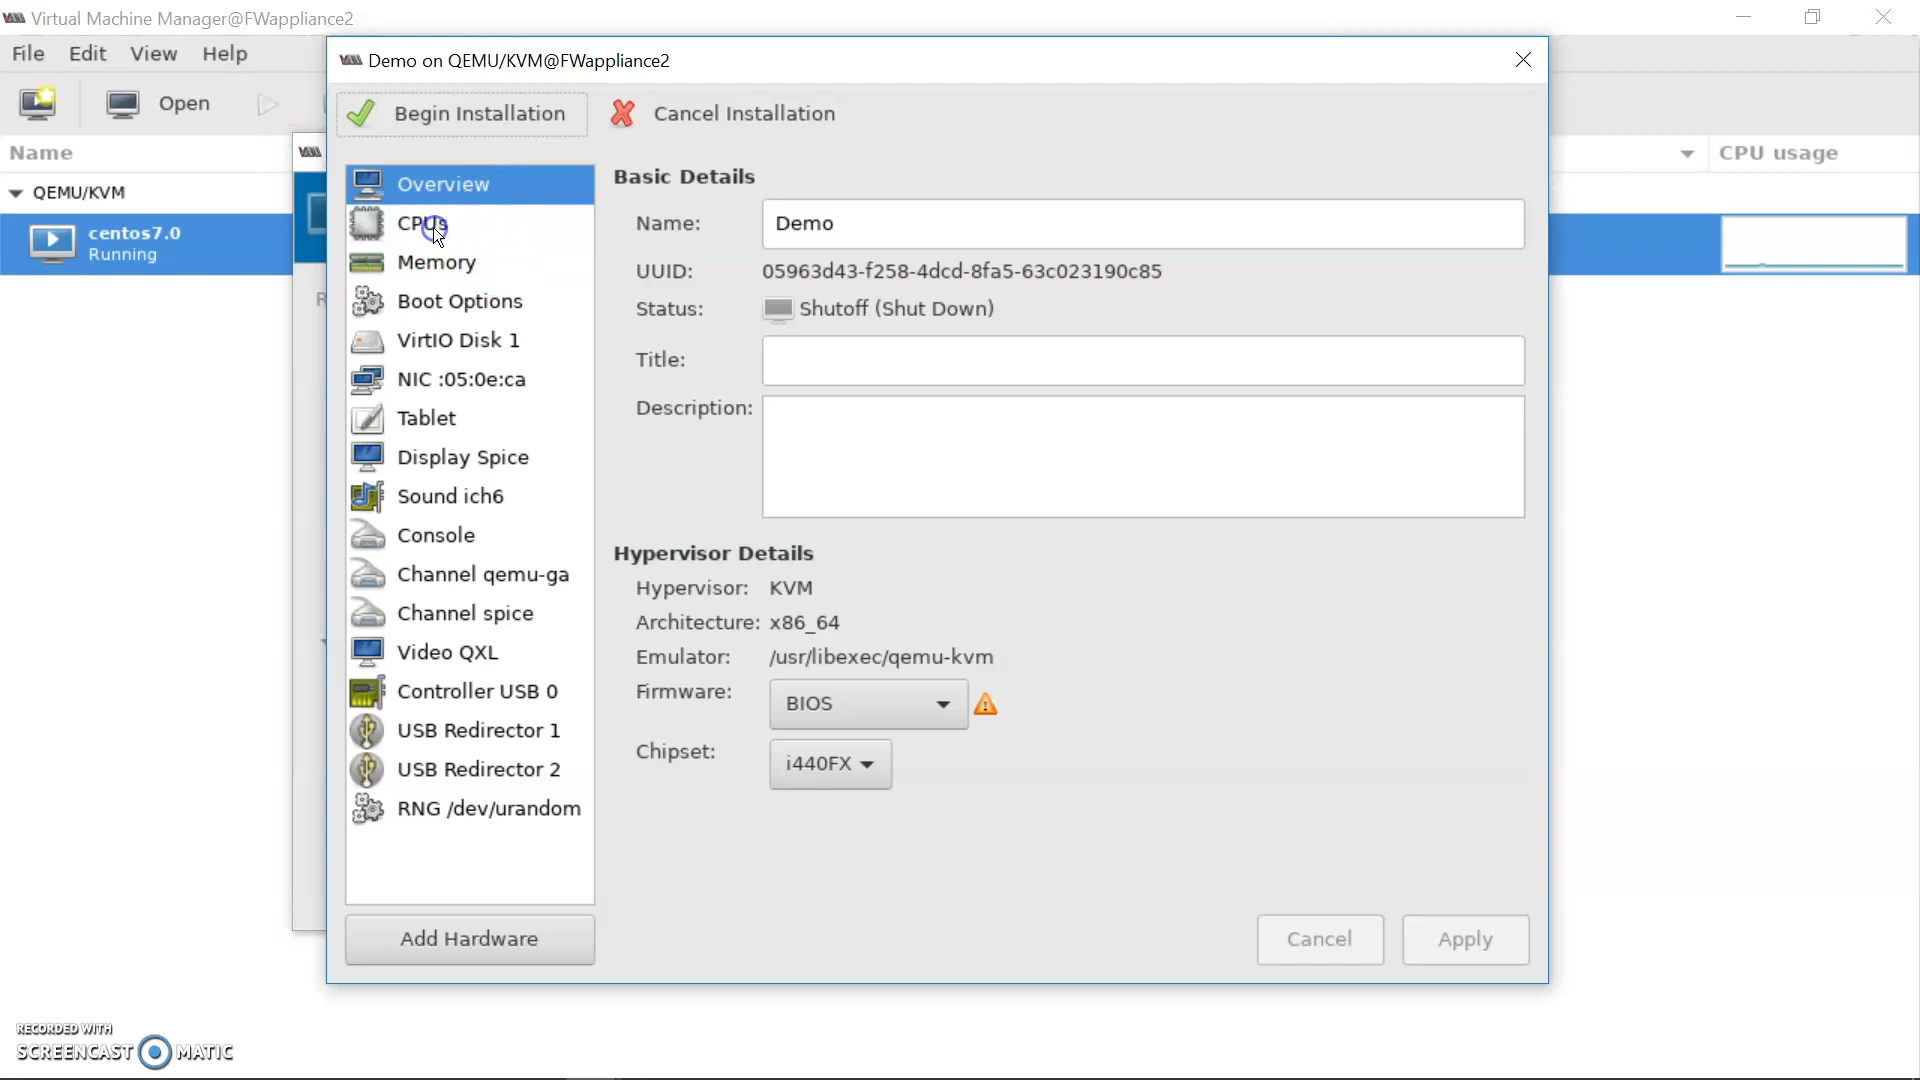 Virtual Machine Manager@FWappliance2
File Edit View Help
Open
Name
CPU usage
QEMU/KVM
centos7.0
Running
Demo on QEMU/KVM@FWappliance2
Begin Installation
Cancel Installation
Overview
CPUs
Memory
Boot Options
VirtIO Disk 1
NIC :05:0e:ca
Tablet
Display Spice
Sound ich6
Console
Channel qemu-ga
Channel spice
Video QXL
Controller USB 0
USB Redirector 1
USB Redirector 2
RNG /dev/urandom
Add Hardware
Basic Details
Name: Demo
UUID: 05963d43-f258-4dcd-8fa5-63c023190c85
Status: Shutoff (Shut Down)
Title:
Description:
Hypervisor Details
Hypervisor: KVM
Architecture: x86_64
Emulator: /usr/libexec/qemu-kvm
Firmware: BIOS
Chipset: i440FX
Cancel
Apply
RECORDED WITH
SCREENCAST MATIC